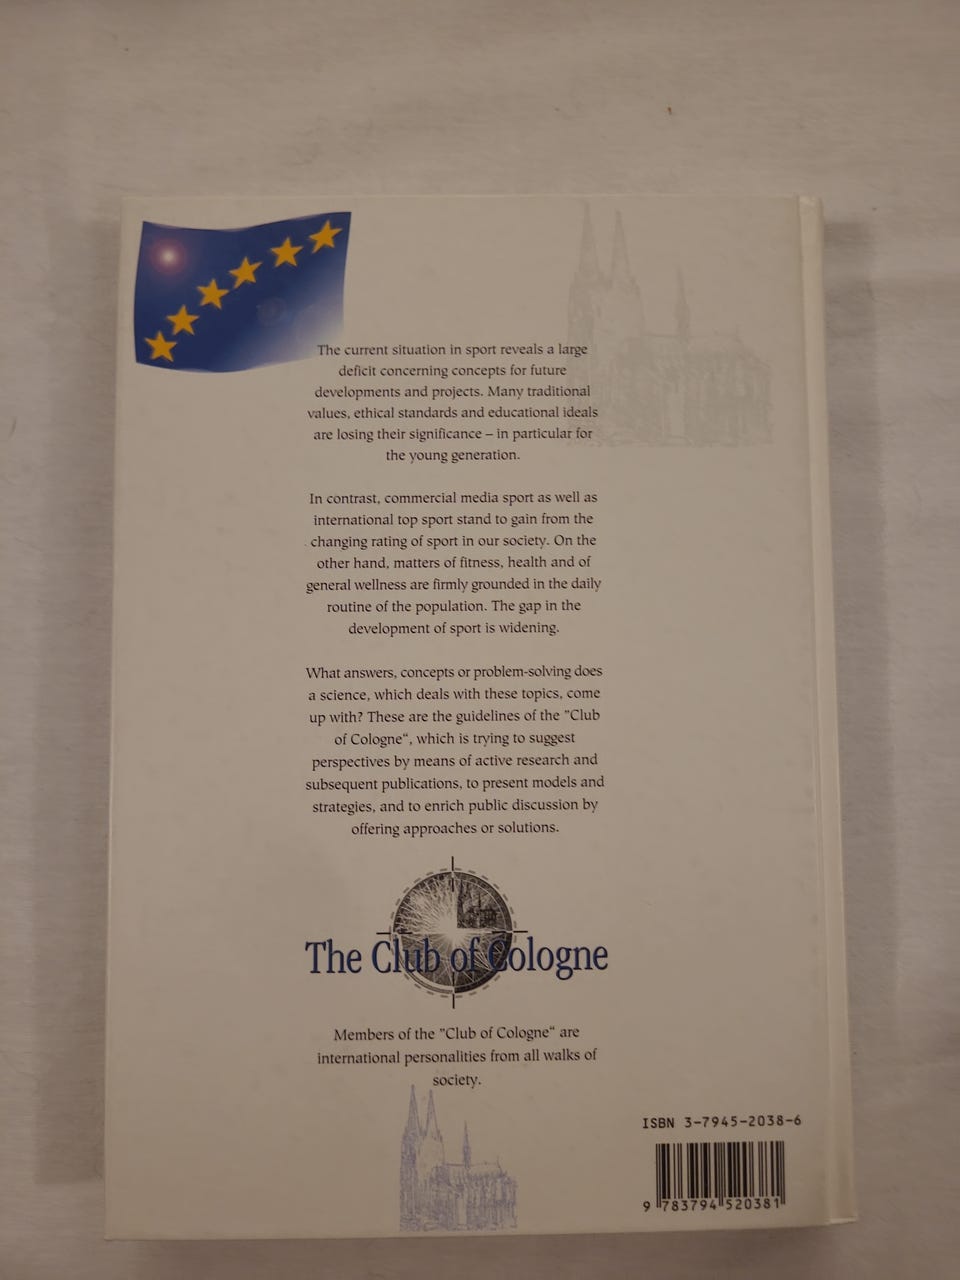 The current situation in sport reveals a large
deficit concerning concepts for future
developments and projects. Many traditional
values, ethical standards and educational ideals
are losing their significance – in particular for
the young generation.
In contrast, commercial media sport as well as
international top sport stand to gain from the
changing rating of sport in our society. On the
other hand, matters of fitness, health and of
general wellness are firmly grounded in the daily
routine of the population. The gap in the
development of sport is widening.
What answers, concepts or problem-solving does
a science, which deals with these topics, come
up with? These are the guidelines of the ”Club
of Cologne“, which is trying to suggest
perspectives by means of active research and
subsequent publications, to present models and
strategies, and to enrich public discussion by
offering approaches or solutions.
The Club of Cologne
Members of the ”Club of Cologne“ are
international personalities from all walks of
society.
ISBN 3-7945-2038-6
9 783794 520381